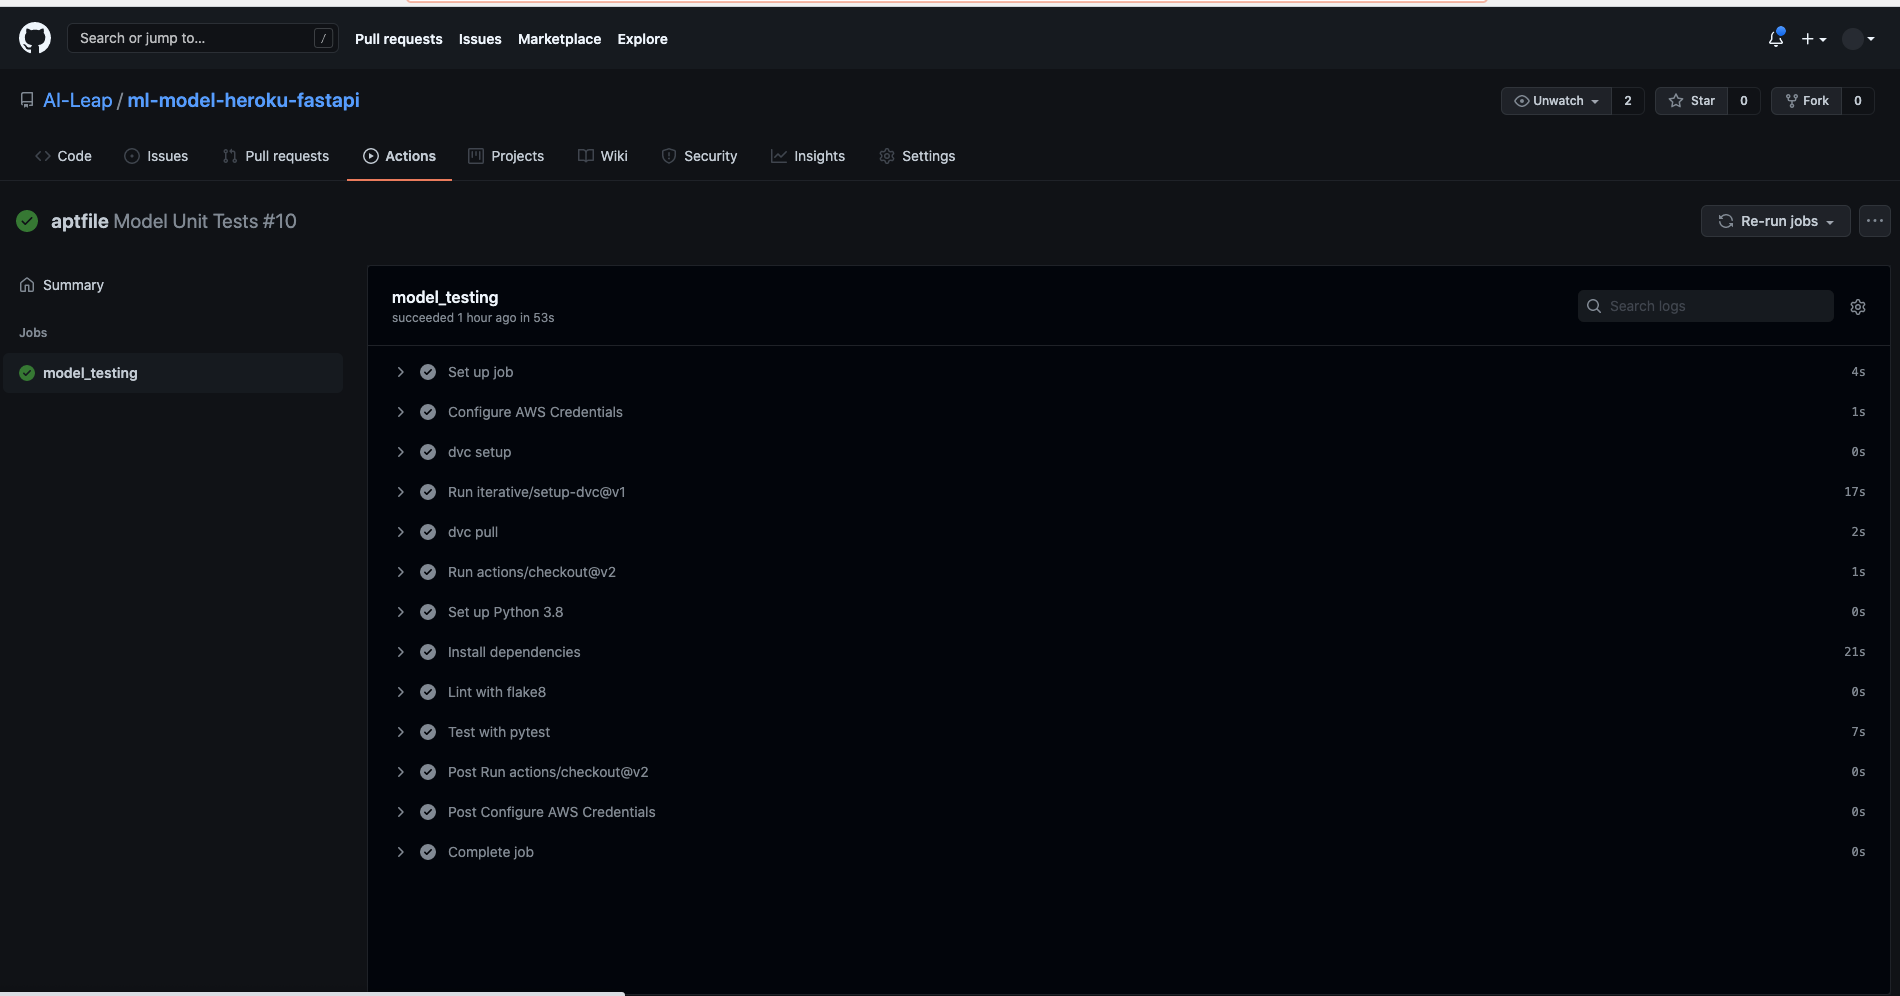 Search or jump to... / Pull requests Issues Marketplace Explore
AI-Leap / ml-model-heroku-fastapi Unwatch 2 Star 0 Fork 0
Code Issues Pull requests Actions Projects Wiki Security Insights Settings
aptfile Model Unit Tests #10 Re-run jobs ...
Summary
Jobs
model_testing
model_testing
succeeded 1 hour ago in 53s
Search logs
Set up job 4s
Configure AWS Credentials 1s
dvc setup 0s
Run iterative/setup-dvc@v1 17s
dvc pull 2s
Run actions/checkout@v2 1s
Set up Python 3.8 0s
Install dependencies 21s
Lint with flake8 0s
Test with pytest 7s
Post Run actions/checkout@v2 0s
Post Configure AWS Credentials 0s
Complete job 0s